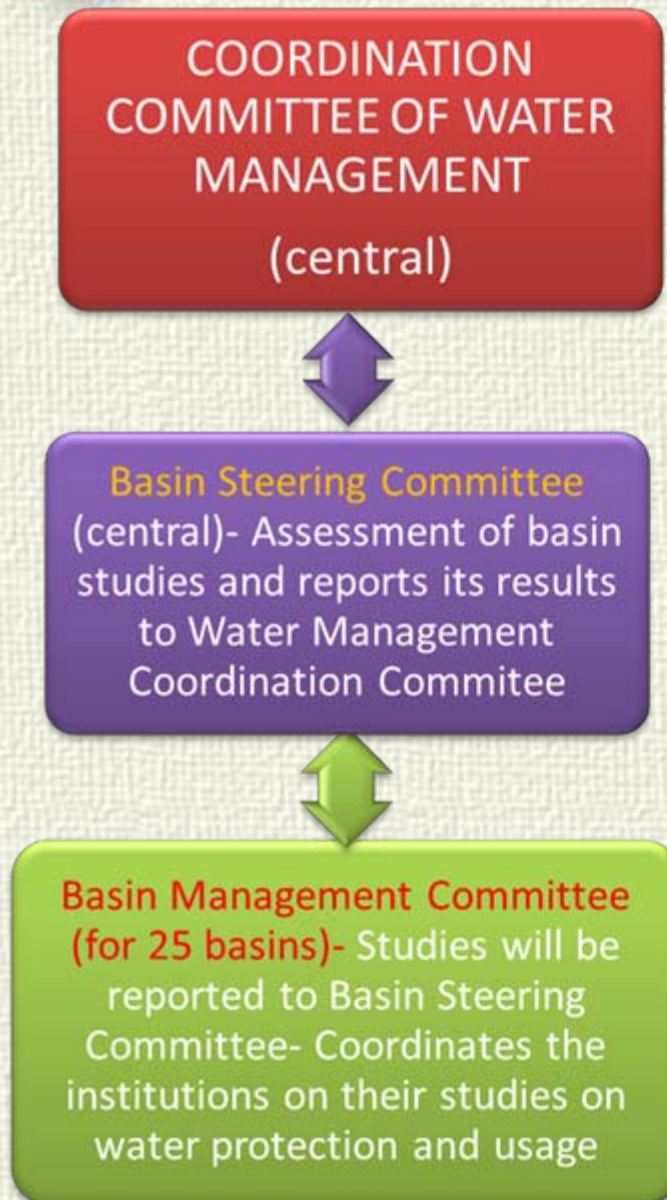 COORDINATION
COMMITTEE OF WATER
MANAGEMENT
(central)
Basin Steering Committee
(central)- Assessment of basin
studies and reports its results
to Water Management
Coordination Commitee
Basin Management Committee
(for 25 basins)- Studies will be
reported to Basin Steering
Committee- Coordinates the
institutions on their studies on
water protection and usage